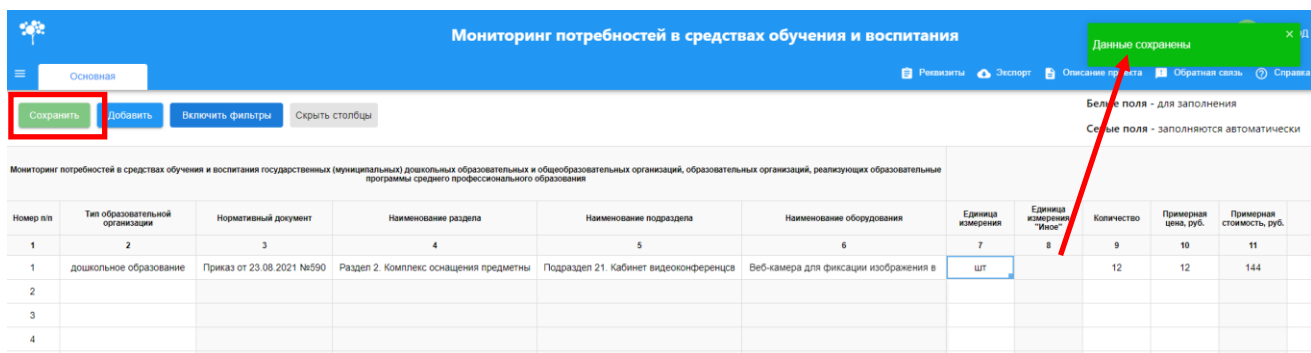 Мониторинг потребностей в средствах обучения и воспитания
Данные сохранены
Основная
Реквизиты Экспорт Описание проекта Обратная связь Справка
Сохранить Добавить Включить фильтры Скрыть столбцы
Белые поля - для заполнения
Серые поля - заполняются автоматически
Мониторинг потребностей в средствах обучения и воспитания государственных (муниципальных) дошкольных образовательных и общеобразовательных организаций, образовательных организаций, реализующих образовательные
программы среднего профессионального образования
Номер п/п Тип образовательной организации Нормативный документ Наименование раздела Наименование подраздела Наименование оборудования Единица измерения Единица измерения "Иное" Количество Примерная цена, руб. Примерная стоимость, руб.
1 2 3 4 5 6 7 8 9 10 11
1 дошкольное образование Приказ от 23.08.2021 №590 Раздел 2. Комплекс оснащения предметны Подраздел 21. Кабинет видеоконференцсв Веб-камера для фиксации изображения в шт 12 12 144
2
3
4